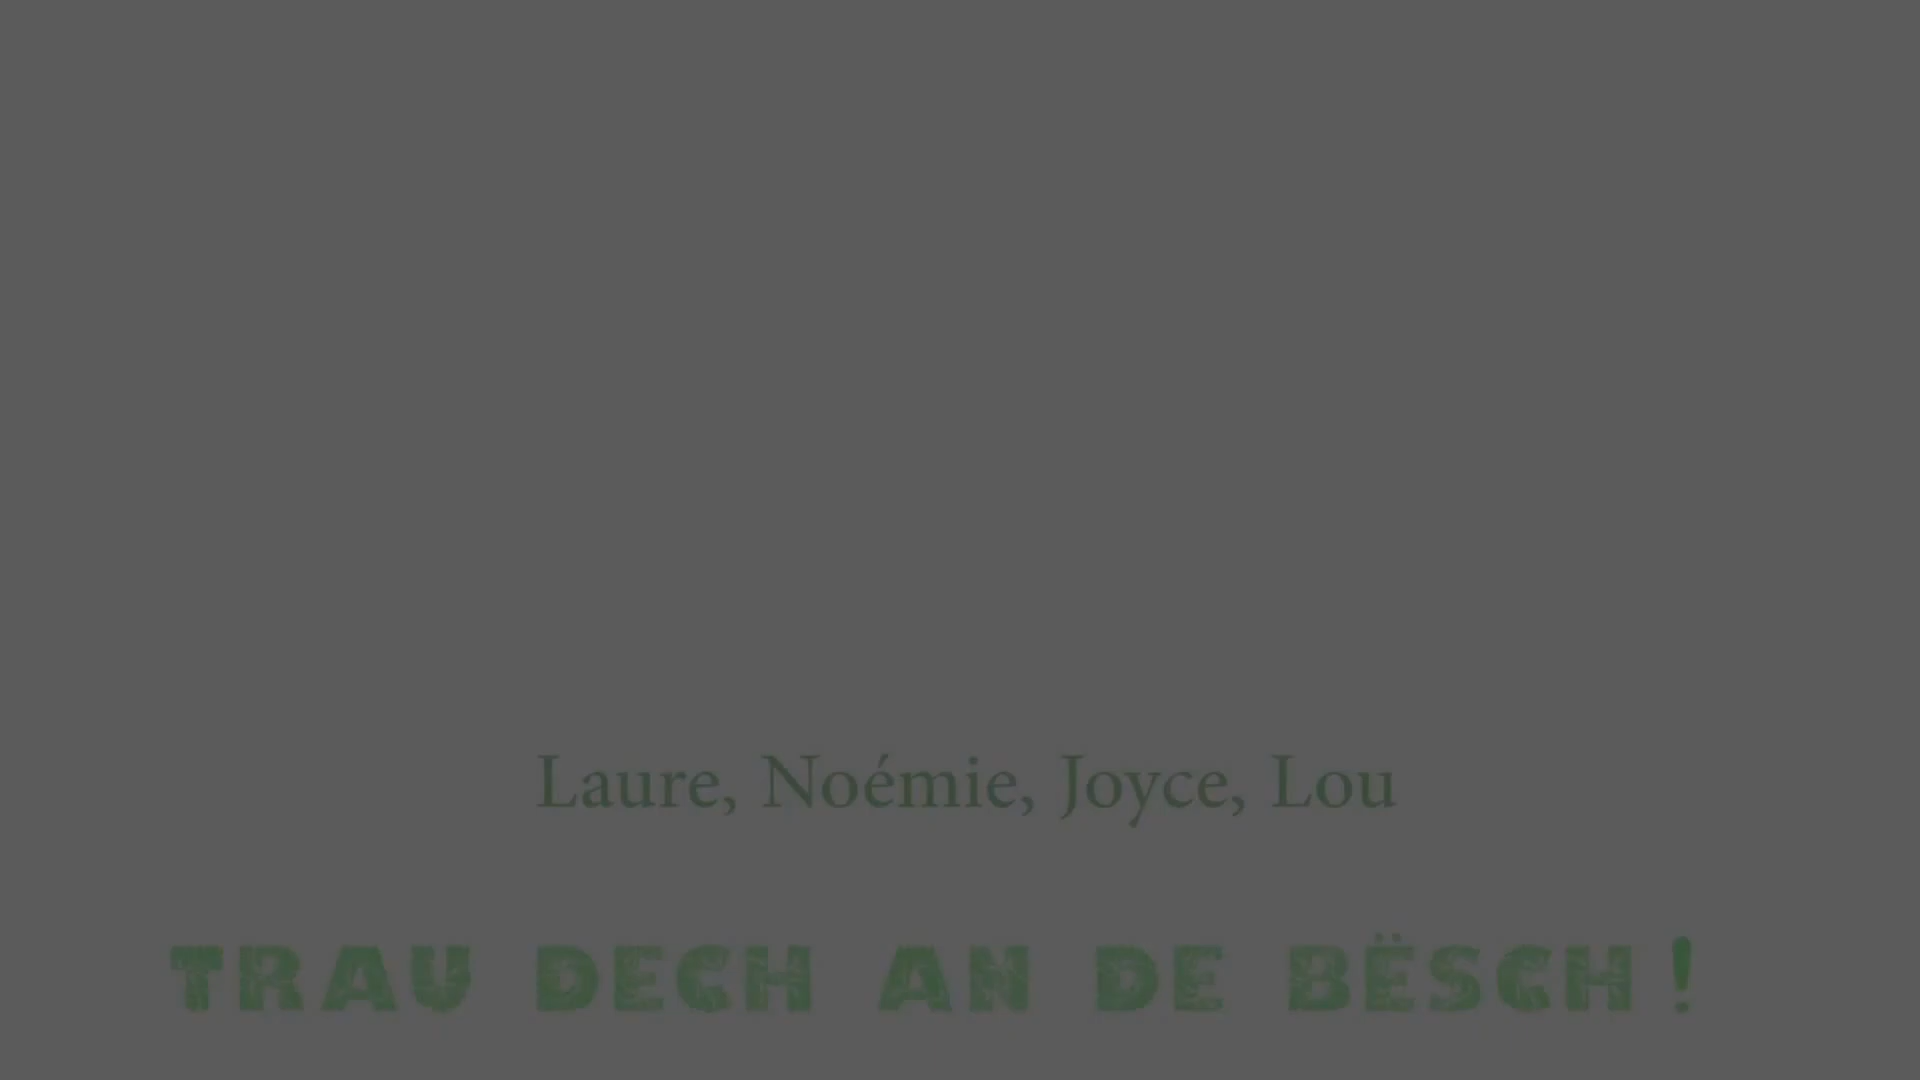 Laure, Noémie, Joyce, Lou
TRAU DECH AN DE BËSCH !